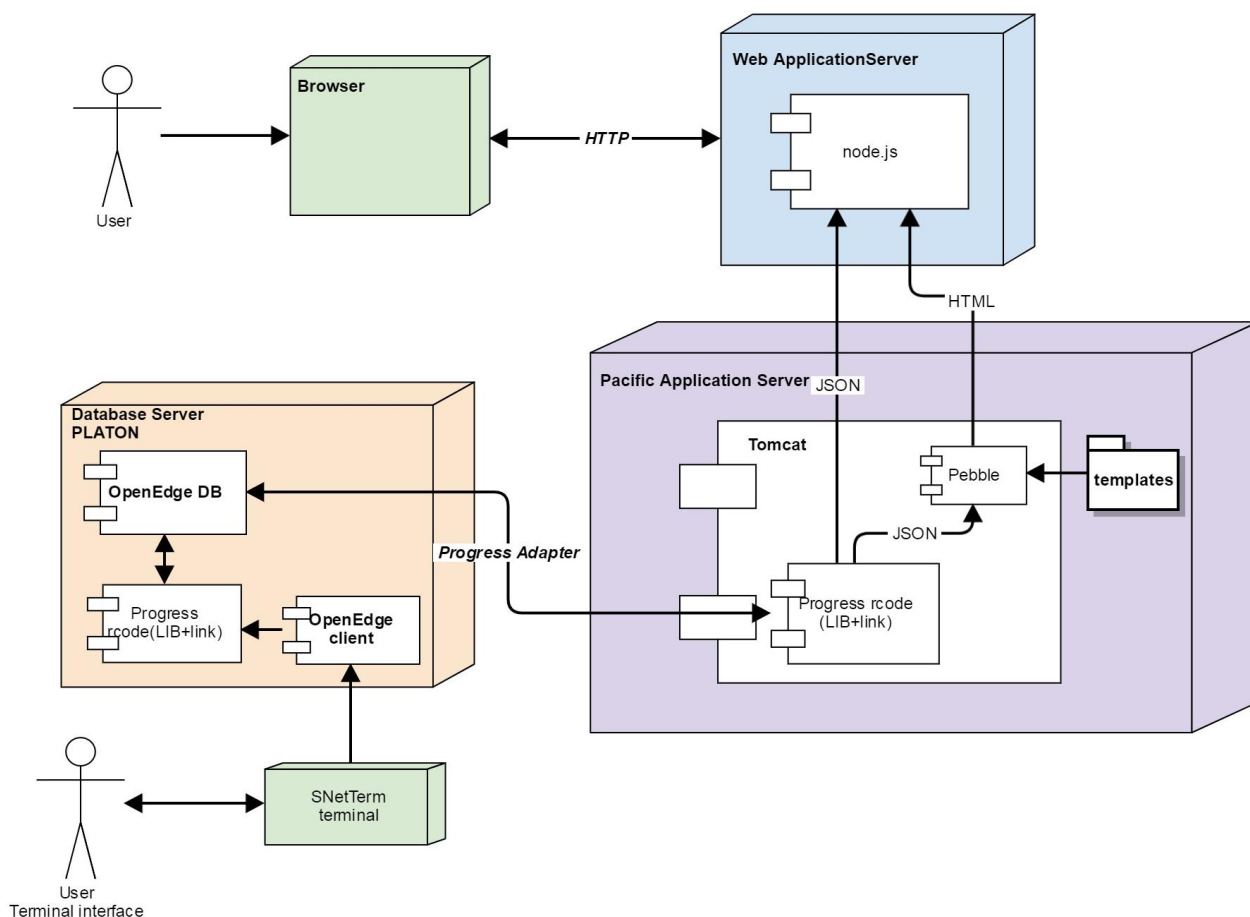 Web ApplicationServer
Browser
HTTP
node.js
User
HTML
Pacific Application Server
JSON
Database Server
PLATON
Tomcat
Pebble
templates
OpenEdge DB
JSON
Progress Adapter
Progress
rcode(LIB+link)
OpenEdge
client
Progress rcode
(LIB+link)
SNetTerm
terminal
User
Terminal interface